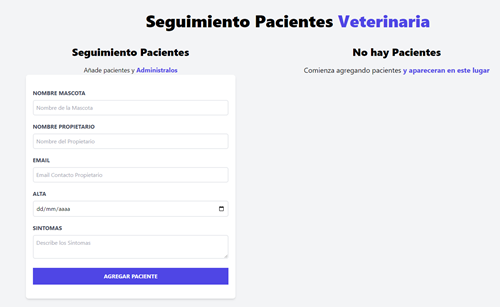 Seguimiento Pacientes Veterinaria
Seguimiento Pacientes
Añade pacientes y Administralos
NOMBRE MASCOTA
Nombre de la Mascota
NOMBRE PROPIETARIO
Nombre del Propietario
EMAIL
Email Contacto Propietario
ALTA
dd/mm/aaaa
SINTOMAS
Describe los Síntomas
AGREGAR PACIENTE
No hay Pacientes
Comienza agregando pacientes y apareceran en este lugar